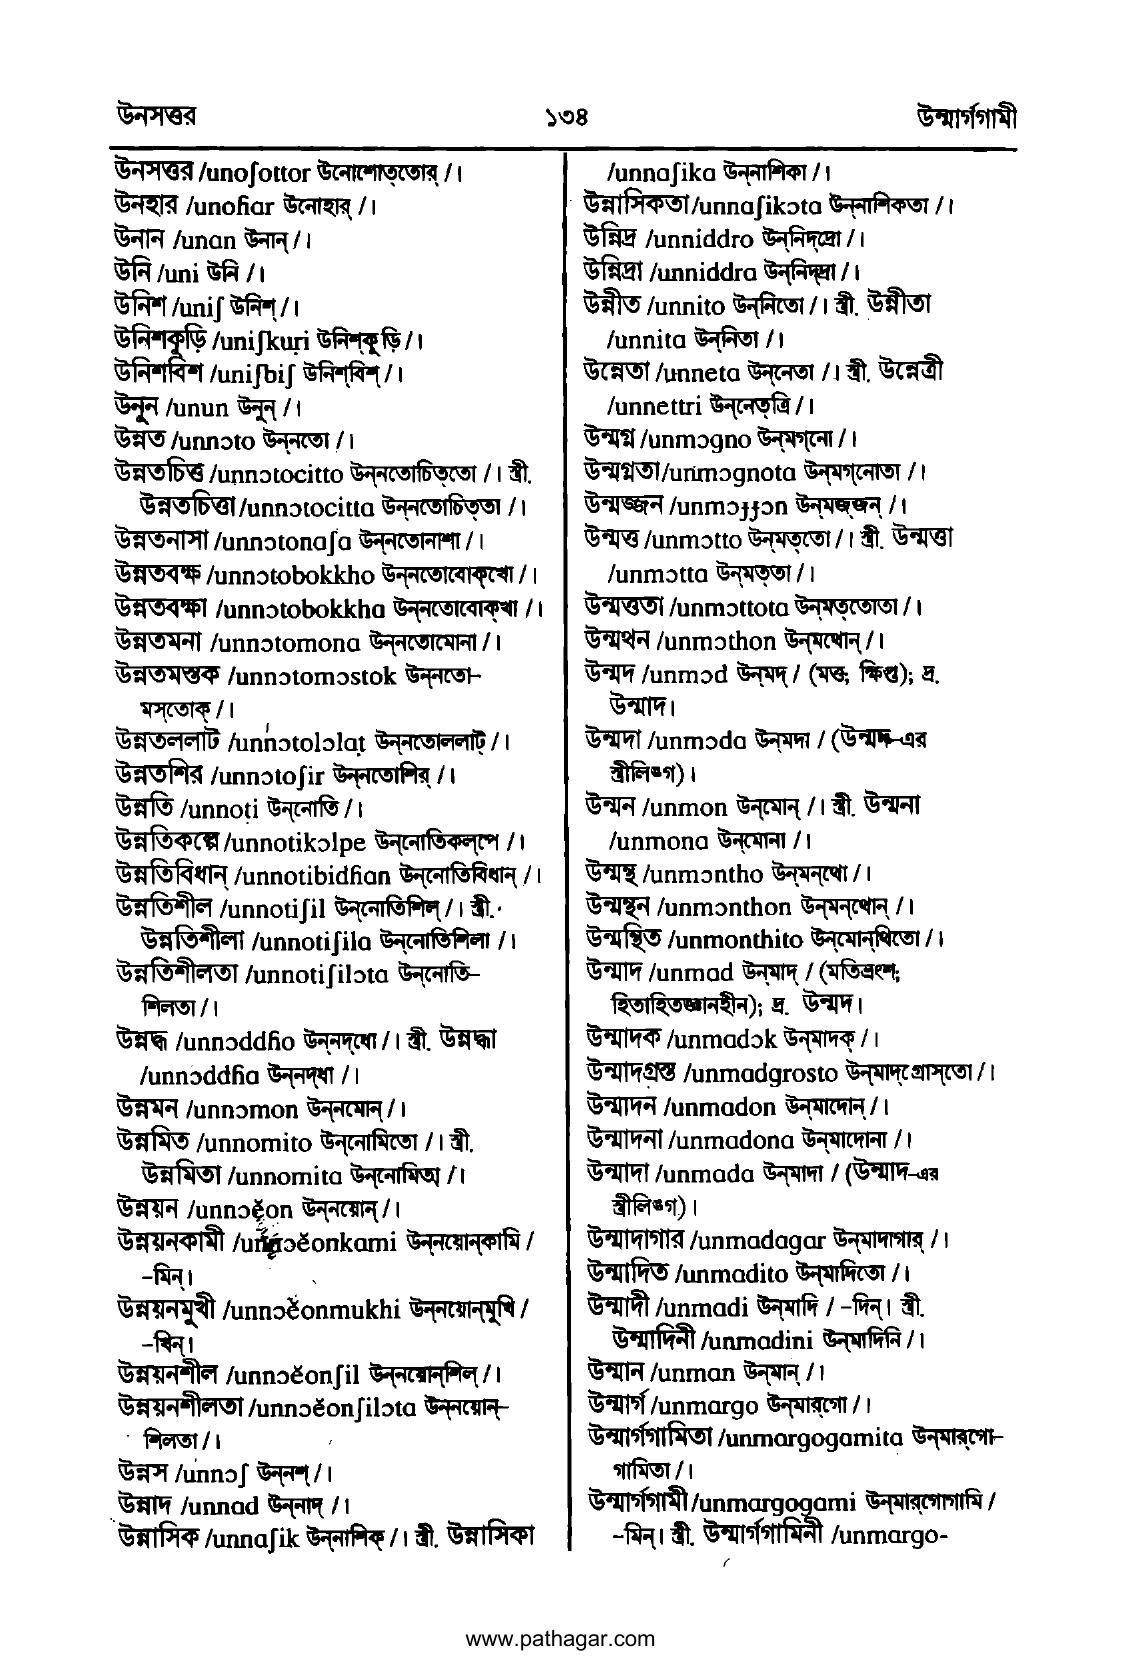 উনসত্তর ১৩৪ উন্মার্গগামী
উনসত্তর /unoʃottor উনোশোত্‌তোর্‌ /।
উনহার /unoɦar উনোহার্‌ /।
উনান /unan উনান্‌ /।
উনি /uni উনি /।
উনিশ /uniʃ উনিশ্‌ /।
উনিশকুড়ি /uniʃkuṛi উনিশ্‌কুড়ি /।
উনিশবিশ /uniʃbiʃ উনিশ্‌বিশ্‌ /।
উনুন /unun উনুন্‌ /।
উন্নত /unnɔto উন্‌নতো /।
উন্নতচিত্ত /unnɔtocitto উন্‌নতোচিত্‌তো /। স্ত্রী.
উন্নতচিত্তা /unnɔtocitta উন্‌নতোচিত্‌তা /।
উন্নতনাসা /unnɔtonaʃa উন্‌নতোনাশা /।
উন্নতবক্ষ /unnɔtobokkho উন্‌নতোবোক্‌খো /।
উন্নতবক্ষা /unnɔtobokkha উন্‌নতোবোক্‌খা /।
উন্নতমনা /unnɔtomona উন্‌নতোমোনা /।
উন্নতমস্তক /unnɔtomɔstok উন্‌নতো-
মস্‌তোক্‌ /।
উন্নতললাট /unnɔtolɔlaṭ উন্‌নতোললাট্‌ /।
উন্নতশির /unnɔtoʃir উন্‌নতোশির্‌ /।
উন্নতি /unnoti উন্‌নোতি /।
উন্নতিকল্পে /unnotikɔlpe উন্‌নোতিকল্‌পে /।
উন্নতিবিধান্‌ /unnotibidɦan উন্‌নোতিবিধান্‌ /।
উন্নতিশীল /unnotiʃil উন্‌নোতিশিল্‌ /। স্ত্রী.
উন্নতিশীলা /unnotiʃila উন্‌নোতিশিলা /।
উন্নতিশীলতা /unnotiʃilɔta উন্‌নোতি-
শিলতা /।
উন্নদ্ধ /unnɔddɦo উন্‌নদ্‌ধো /। স্ত্রী. উন্নদ্ধা
/unnɔddɦa উন্‌নদ্‌ধা /।
উন্নমন /unnɔmon উন্‌নমোন্‌ /।
উন্নমিত /unnomito উন্‌নোমিতো /। স্ত্রী.
উন্নমিতা /unnomita উন্‌নোমিতা /।
উন্নয়ন /unnɔĕon উন্‌নয়োন্‌ /।
উন্নয়নকামী /unnɔĕonkami উন্‌নয়োন্‌কামি /
-মিন্‌।
উন্নয়নমুখী /unnɔĕonmukhi উন্‌নয়োন্‌মুখি /
-খিন্‌।
উন্নয়নশীল /unnɔĕonʃil উন্‌নয়োন্‌শিল্‌ /।
উন্নয়নশীলতা /unnɔĕonʃilɔta উন্‌নয়োন্‌-
শিলতা /।
উন্নস /unnɔʃ উন্‌নশ্‌ /।
উন্নাদ /unnad উন্‌নাদ্‌ /।
উন্নাসিক /unnaʃik উন্‌নাশিক্‌ /। স্ত্রী. উন্নাসিকা
/unnaʃika উন্‌নাশিকা /।
উন্নাসিকতা /unnaʃikɔta উন্‌নাশিকতা /।
উন্নিদ্র /unniddro উন্‌নিদ্‌দ্রো /।
উন্নিদ্রা /unniddra উন্‌নিদ্‌দ্রা /।
উন্নীত /unnito উন্‌নিতো /। স্ত্রী. উন্নীতা
/unnita উন্‌নিতা /।
উন্নেতা /unneta উন্‌নেতা /। স্ত্রী. উন্নেত্রী
/unnettri উন্‌নেত্‌ত্রি /।
উন্মগ্ন /unmɔgno উন্‌মগ্‌নো /।
উন্মগ্নতা /unmɔgnota উন্‌মগ্‌নোতা /।
উন্মজ্জন /unmɔɟɟɔn উন্‌মজ্‌জন্‌ /।
উন্মত্ত /unmɔtto উন্‌মত্‌তো /। স্ত্রী. উন্মত্তা
/unmɔtta উন্‌মত্‌তা /।
উন্মত্ততা /unmɔttota উন্‌মত্‌তোতা /।
উন্মথন /unmɔthon উন্‌মথোন্‌ /।
উন্মদ /unmɔd উন্‌মদ্‌ / (মত্ত; ক্ষিপ্ত); দ্র.
উন্মাদ।
উন্মদা /unmɔda উন্‌মদা / (উন্মদ-এর
স্ত্রীলিঙ্গ)।
উন্মন /unmon উন্‌মোন্‌ /। স্ত্রী. উন্মনা
/unmona উন্‌মোনা /।
উন্মন্থ /unmɔntho উন্‌মন্‌থো /।
উন্মন্থন /unmɔnthon উন্‌মন্‌থোন্‌ /।
উন্মন্থিত /unmonthito উন্‌মোন্‌থিতো /।
উন্মাদ /unmad উন্‌মাদ্‌ / (মতিভ্রংশ;
হিতাহিতজ্ঞানহীন); দ্র. উন্মদ।
উন্মাদক /unmadɔk উন্‌মাদক্‌ /।
উন্মাদগ্রস্ত /unmadgrosto উন্‌মাদ্‌গ্রোস্‌তো /।
উন্মাদন /unmadon উন্‌মাদোন্‌ /।
উন্মাদনা /unmadona উন্‌মাদোনা /।
উন্মাদা /unmada উন্‌মাদা / (উন্মাদ-এর
স্ত্রীলিঙ্গ)।
উন্মাদাগার /unmadagar উন্‌মাদাগার্‌ /।
উন্মাদিত /unmadito উন্‌মাদিতো /।
উন্মাদী /unmadi উন্‌মাদি / -দিন্‌। স্ত্রী.
উন্মাদিনী /unmadini উন্‌মাদিনি /।
উন্মান /unman উন্‌মান্‌ /।
উন্মার্গ /unmargo উন্‌মার্‌গো /।
উন্মার্গগামিতা /unmargogamita উন্‌মার্‌গো-
গামিতা /।
উন্মার্গগামী /unmargogami উন্‌মার্‌গোগামি /
-মিন্‌। স্ত্রী. উন্মার্গগামিনী /unmargo-
www.pathagar.com